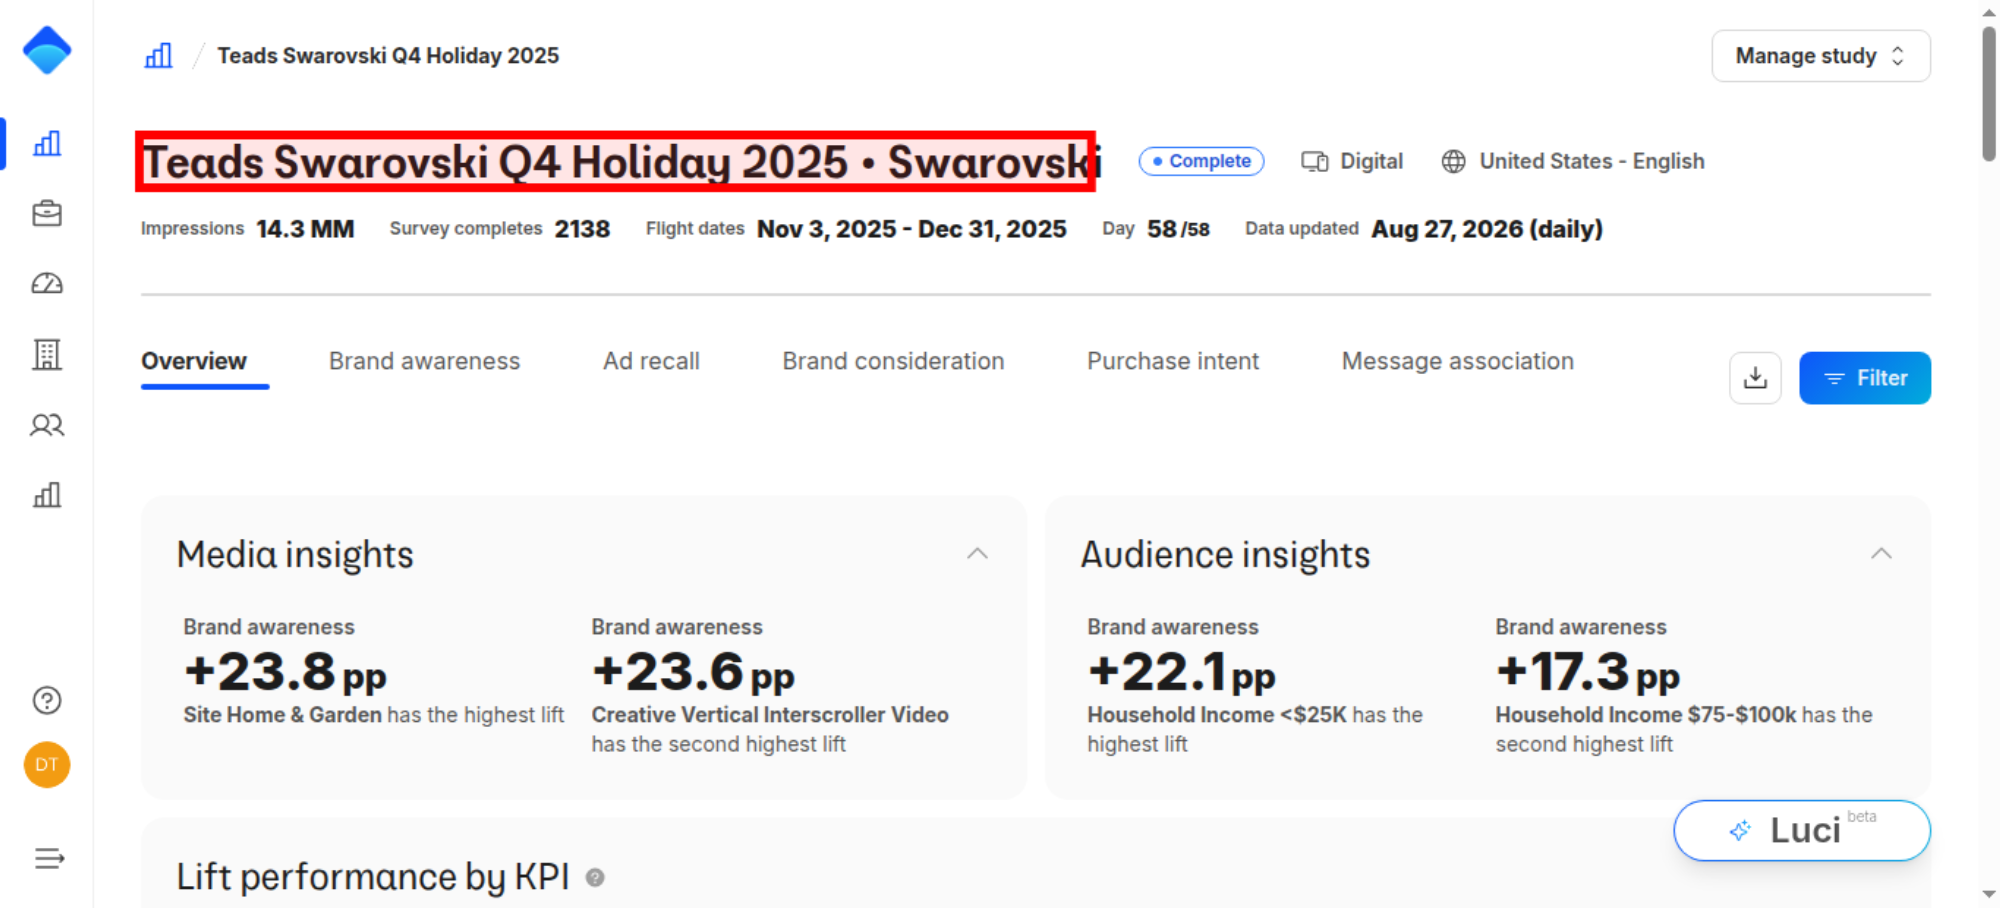 Teads Swarovski Q4 Holiday 2025
Manage study
Teads Swarovski Q4 Holiday 2025 • Swarovski
Complete
Digital
United States - English
Impressions 14.3 MM Survey completes 2138 Flight dates Nov 3, 2025 - Dec 31, 2025 Day 58/58 Data updated Aug 27, 2026 (daily)
Overview Brand awareness Ad recall Brand consideration Purchase intent Message association
Filter
Media insights
Brand awareness
+23.8 pp
Site Home & Garden has the highest lift
Brand awareness
+23.6 pp
Creative Vertical Interscroller Video
has the second highest lift
Audience insights
Brand awareness
+22.1 pp
Household Income <$25K has the
highest lift
Brand awareness
+17.3 pp
Household Income $75-$100k has the
second highest lift
Lift performance by KPI ?
DT
Luci beta